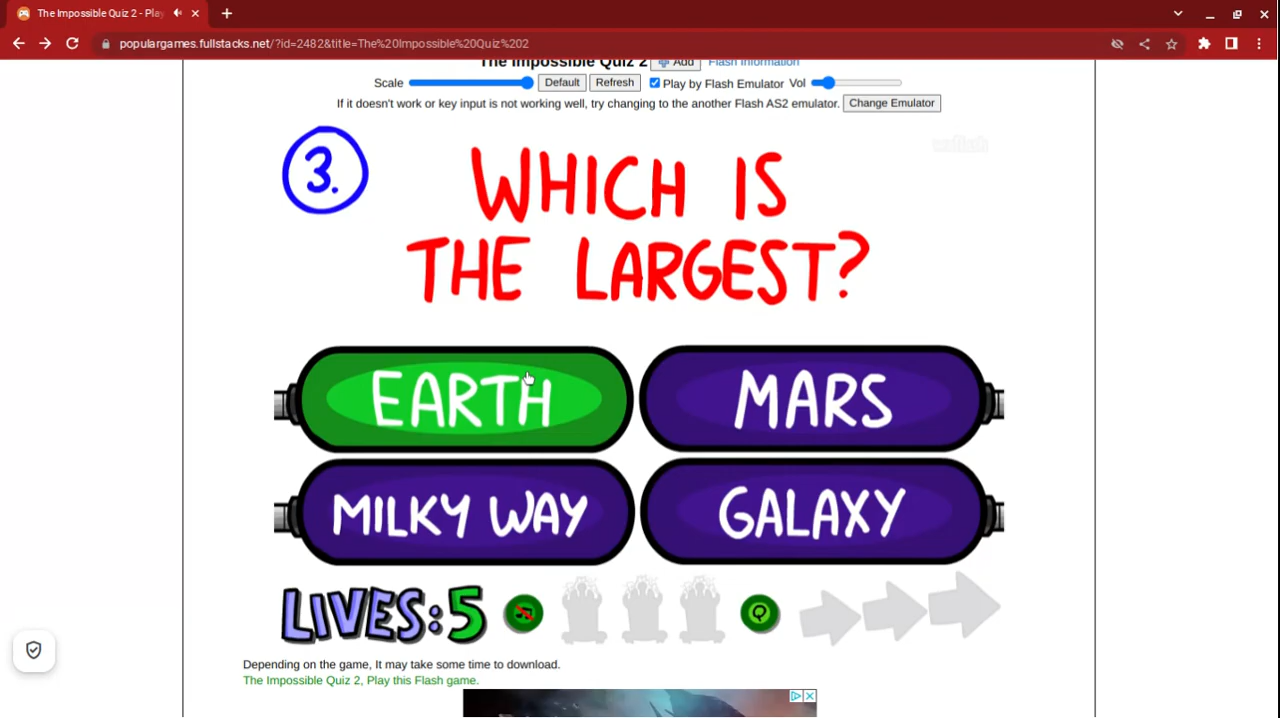 The Impossible Quiz 2 - Play
populargames.fullstacks.net/?id=2482&title=The%20Impossible%20Quiz%202
The Impossible Quiz 2 Add Flash Information
Scale Default Refresh Play by Flash Emulator Vol
If it doesn't work or key input is not working well, try changing to the another Flash AS2 emulator. Change Emulator
3. WHICH IS
THE LARGEST?
EARTH MARS
MILKY WAY GALAXY
LIVES:5
Depending on the game, It may take some time to download.
The Impossible Quiz 2, Play this Flash game.